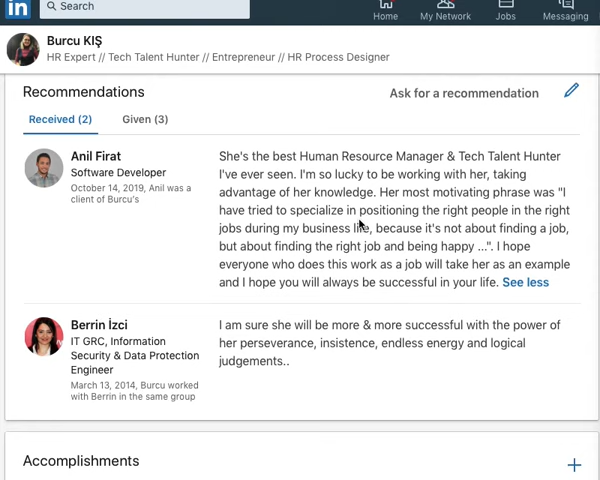 in
Search
Home
My Network
Jobs
Messaging
Burcu KIŞ
HR Expert // Tech Talent Hunter // Entrepreneur // HR Process Designer
Recommendations
Ask for a recommendation
Received (2)
Given (3)
Anil Firat
Software Developer
October 14, 2019, Anil was a
client of Burcu's
She's the best Human Resource Manager & Tech Talent Hunter
I've ever seen. I'm so lucky to be working with her, taking
advantage of her knowledge. Her most motivating phrase was "I
have tried to specialize in positioning the right people in the right
jobs during my business life, because it's not about finding a job,
but about finding the right job and being happy ...". I hope
everyone who does this work as a job will take her as an example
and I hope you will always be successful in your life. See less
Berrin İzci
IT GRC, Information
Security & Data Protection
Engineer
March 13, 2014, Burcu worked
with Berrin in the same group
I am sure she will be more & more successful with the power of
her perseverance, insistence, endless energy and logical
judgements..
Accomplishments